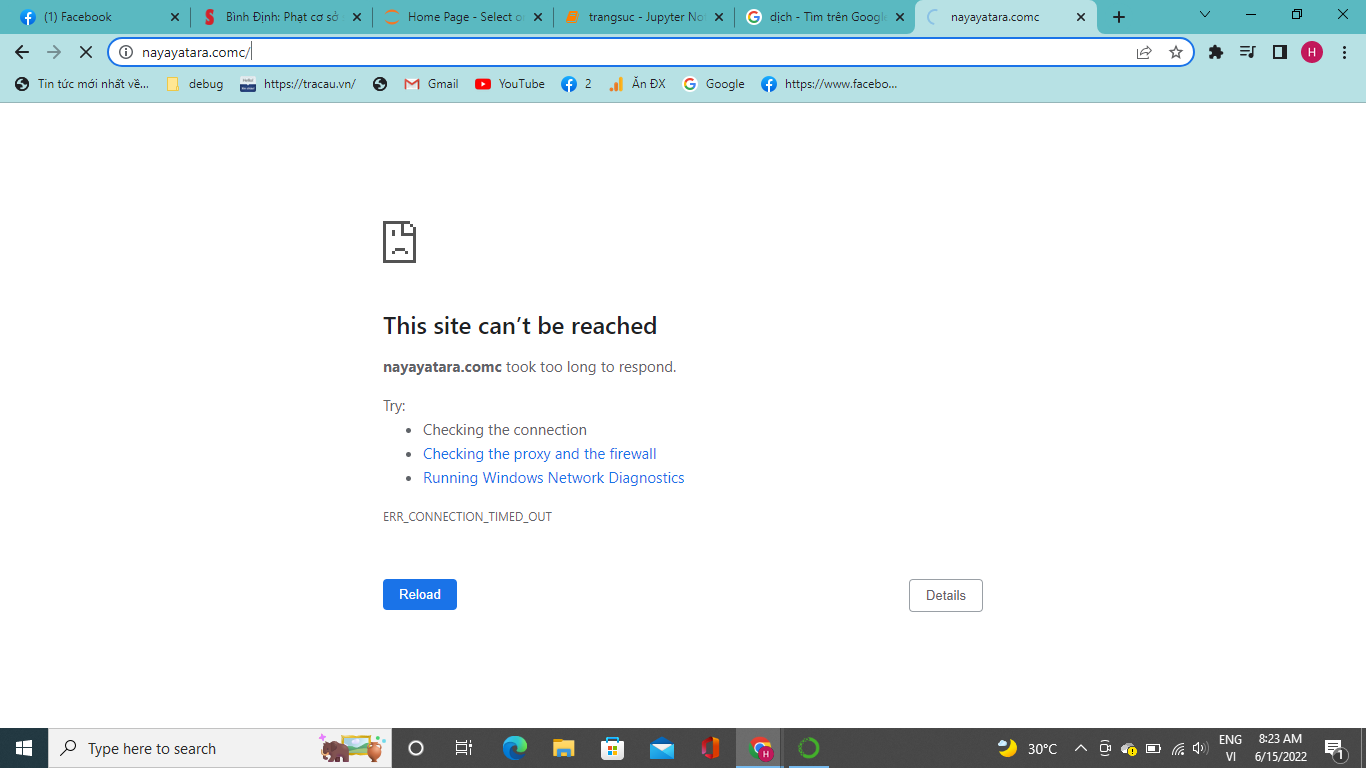 (1) Facebook
Bình Định: Phạt cơ sở
Home Page - Select o
trangsuc - Jupyter No
dịch - Tìm trên Google
nayayatara.comc
nayayatara.comc/
H
Tin tức mới nhất về...
debug
https://tracau.vn/
Gmail
YouTube
2
Ăn ĐX
Google
https://www.facebo...
This site can’t be reached
nayayatara.comc took too long to respond.
Try:
• Checking the connection
• Checking the proxy and the firewall
• Running Windows Network Diagnostics
ERR_CONNECTION_TIMED_OUT
Reload
Details
Type here to search
H
30°C
ENG
VI
8:23 AM
6/15/2022
1